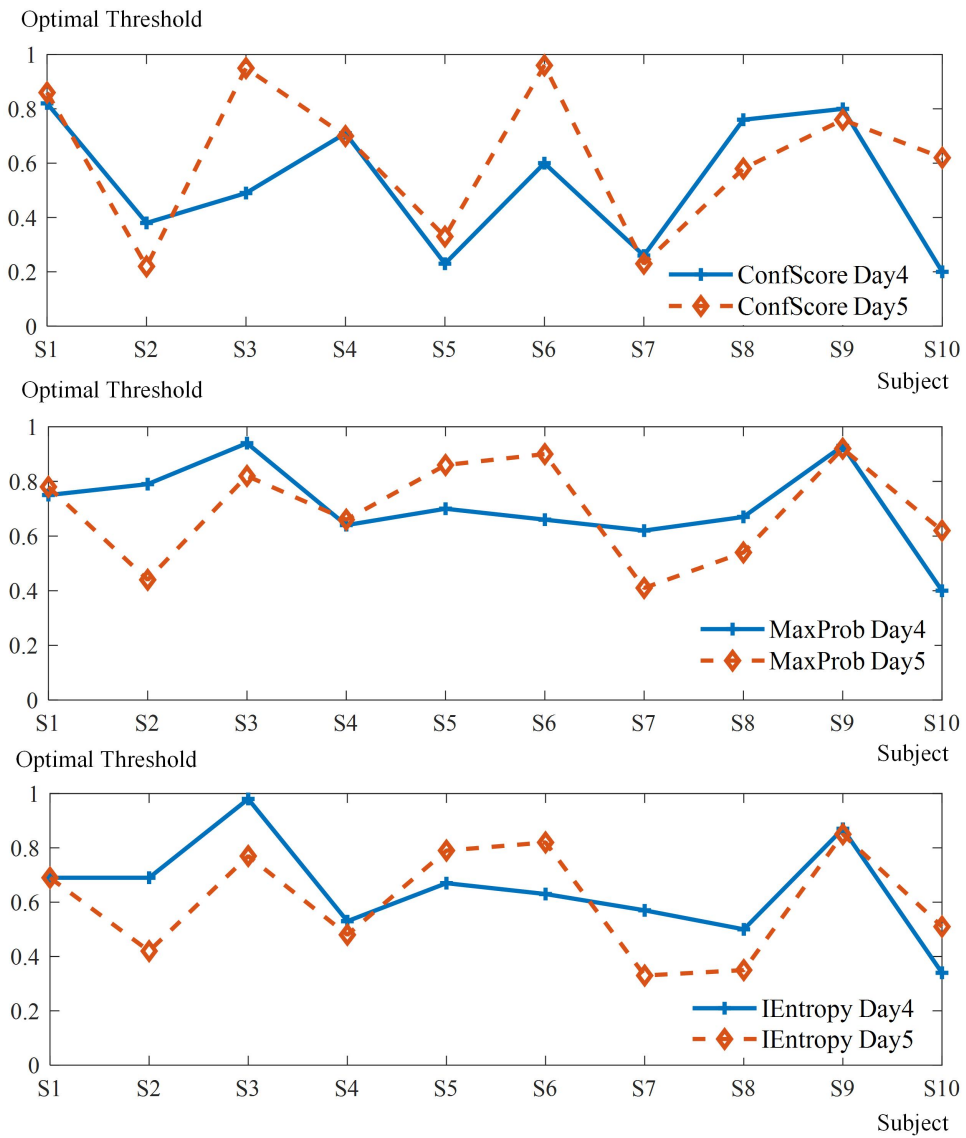 Optimal Threshold
1
0.8
0.6
0.4
0.2
0
ConfScore Day4
ConfScore Day5
S1 S2 S3 S4 S5 S6 S7 S8 S9 S10
Subject
Optimal Threshold
1
0.8
0.6
0.4
0.2
0
MaxProb Day4
MaxProb Day5
S1 S2 S3 S4 S5 S6 S7 S8 S9 S10
Subject
Optimal Threshold
1
0.8
0.6
0.4
0.2
0
IEntropy Day4
IEntropy Day5
S1 S2 S3 S4 S5 S6 S7 S8 S9 S10
Subject